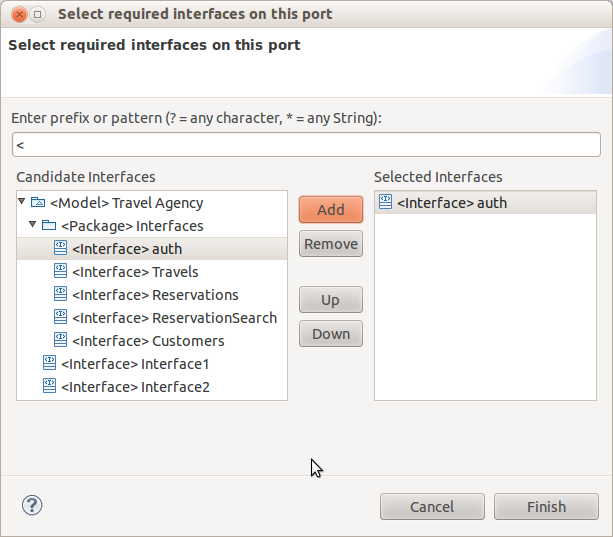 Select required interfaces on this port
Select required interfaces on this port
Enter prefix or pattern (? = any character, * = any String):
<
Candidate Interfaces
<Model> Travel Agency
<Package> Interfaces
<Interface> auth
<Interface> Travels
<Interface> Reservations
<Interface> ReservationSearch
<Interface> Customers
<Interface> Interface1
<Interface> Interface2
Add
Remove
Up
Down
Selected Interfaces
<Interface> auth
?
Cancel
Finish